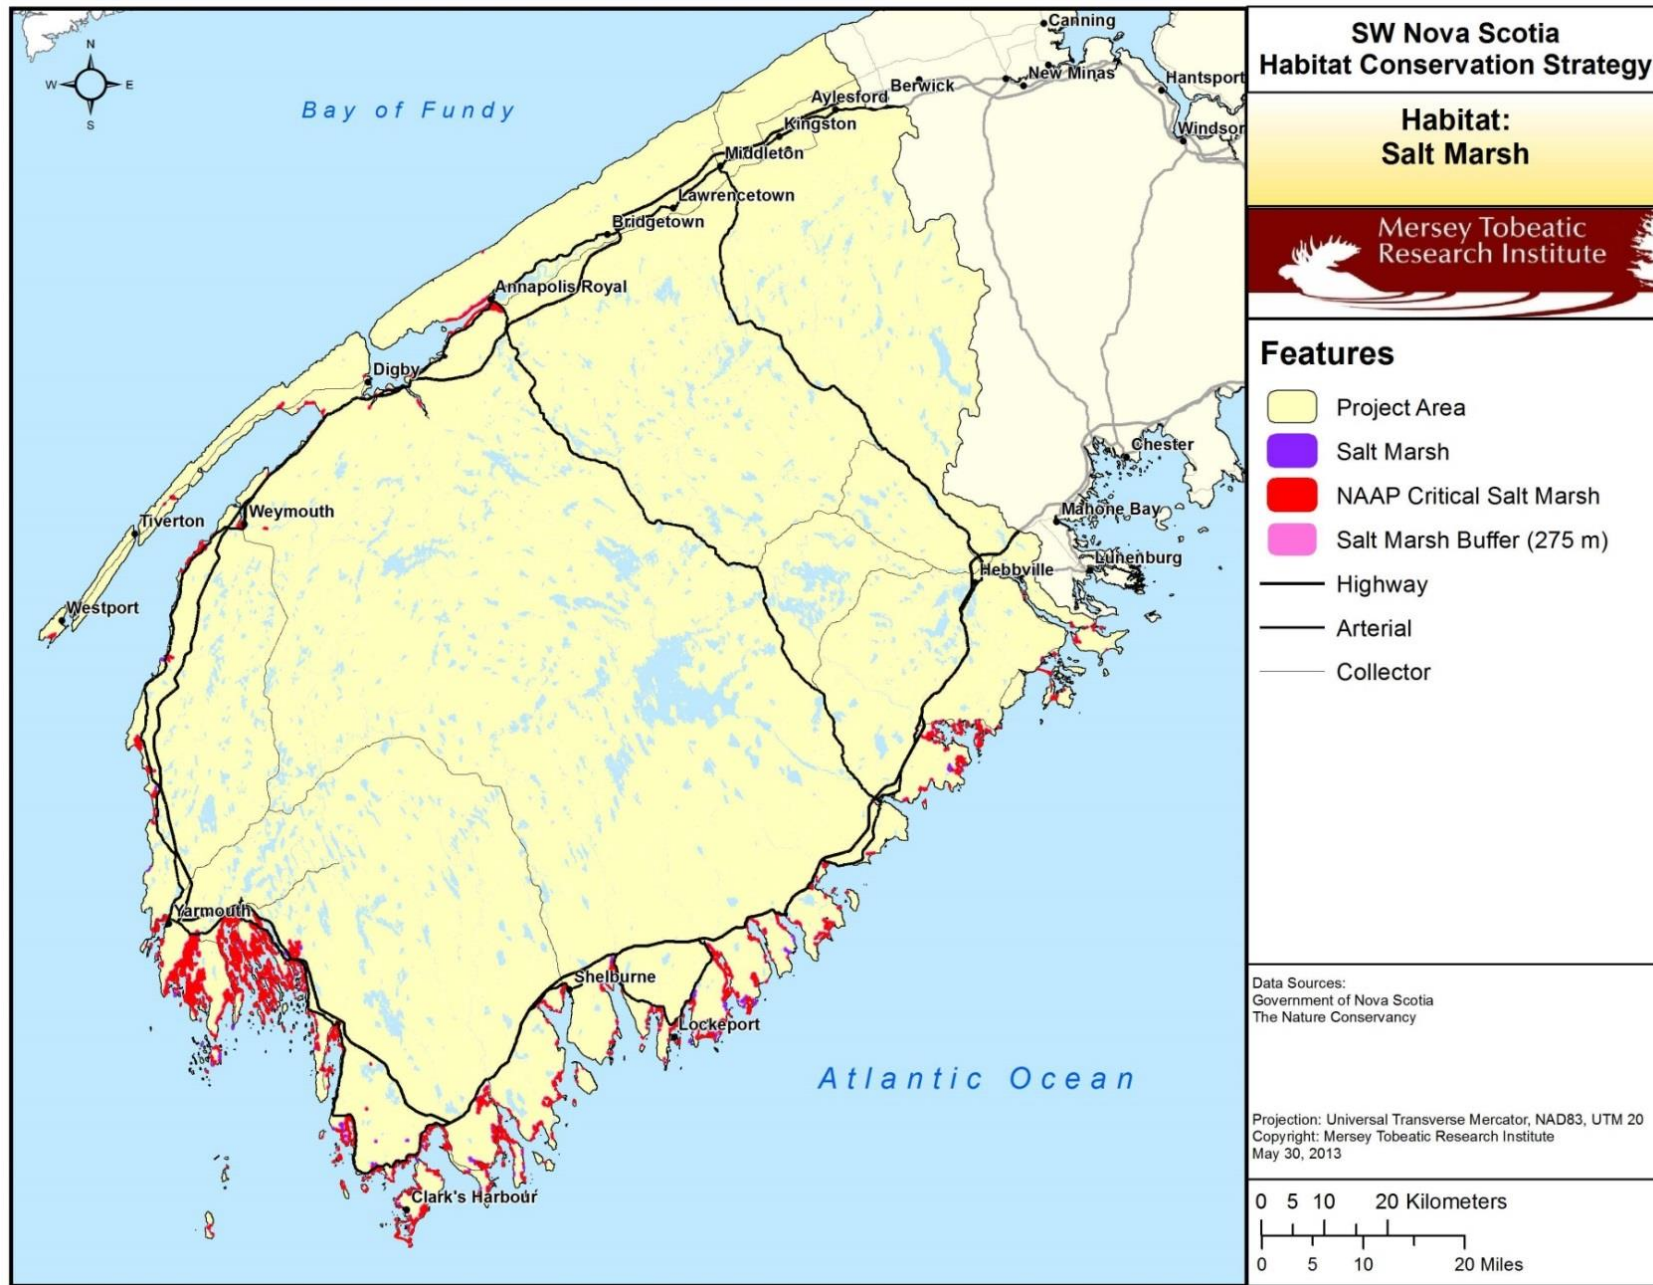 N
W
E
S
Bay of Fundy
Canning
New Minas
Hantsport
Berwick
Aylesford
Kingston
Windsor
Middleton
Lawrencetown
Bridgetown
Annapolis Royal
Digby
Chester
Weymouth
Tiverton
Mahone Bay
Lunenburg
Hebbville
Westport
Yarmouth
Shelburne
Lockeport
Atlantic Ocean
Clark's Harbour
SW Nova Scotia
Habitat Conservation Strategy
Habitat:
Salt Marsh
Mersey Tobeatic
Research Institute
Features
Project Area
Salt Marsh
NAAP Critical Salt Marsh
Salt Marsh Buffer (275 m)
Highway
Arterial
Collector
Data Sources:
Government of Nova Scotia
The Nature Conservancy
Projection: Universal Transverse Mercator, NAD83, UTM 20
Copyright: Mersey Tobeatic Research Institute
May 30, 2013
0 5 10 20 Kilometers
0 5 10 20 Miles